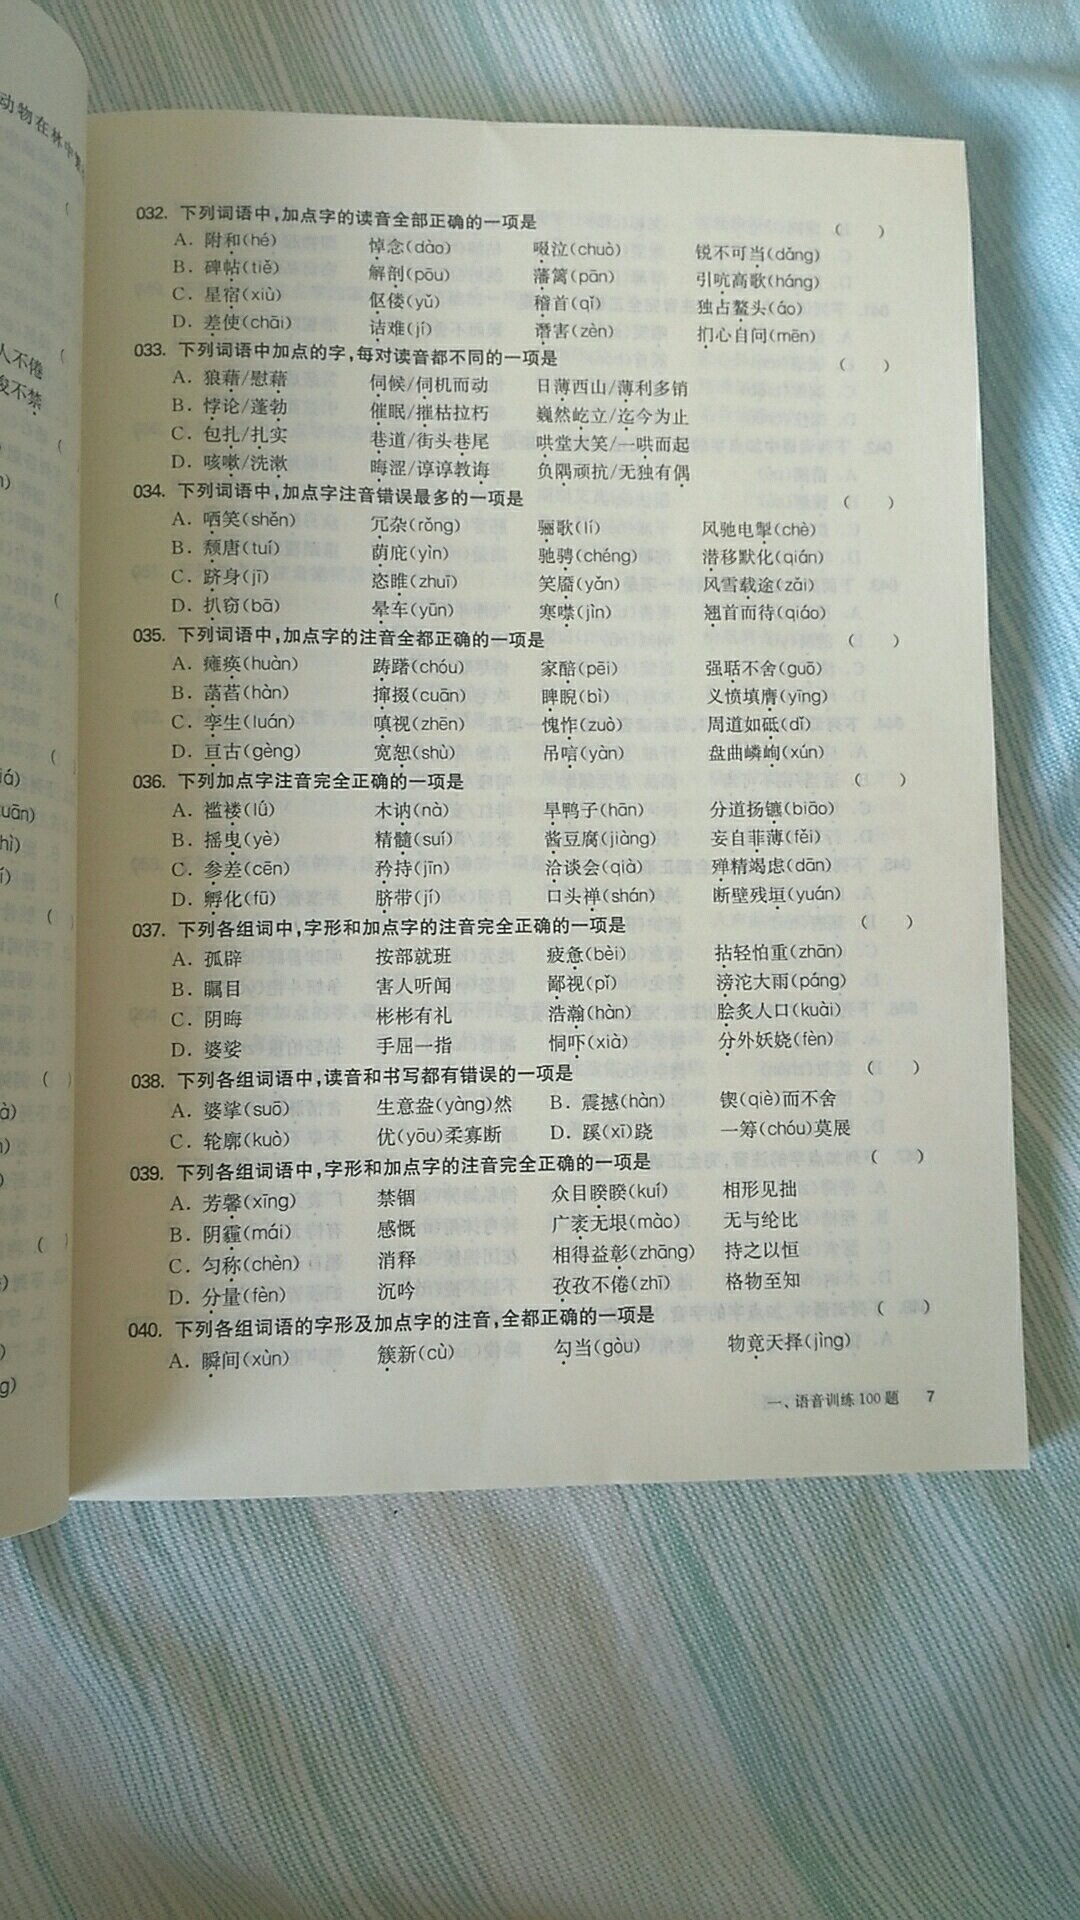 动物在林中繁
人不倦
032. 下列词语中,加点字的读音全部正确的一项是 ( )
A. 附和(hé) 悼念(dào) 啜泣(chuò) 锐不可当(dǎng)
B. 碑帖(tiě) 解剖(pōu) 藩篱(pān) 引吭高歌(háng)
C. 星宿(xiù) 伛偻(yǔ) 稽首(qǐ) 独占鳌头(áo)
D. 差使(chāi) 诘难(jí) 谮害(zèn) 扪心自问(mēn)
033. 下列词语中加点的字,每对读音都不同的一项是 ( )
A. 狼藉/慰藉 伺候/伺机而动 日薄西山/薄利多销
B. 悖论/蓬勃 催眠/摧枯拉朽 巍然屹立/迄今为止
C. 包扎/扎实 巷道/街头巷尾 哄堂大笑/一哄而起
D. 咳嗽/洗漱 晦涩/谆谆教诲 负隅顽抗/无独有偶
034. 下列词语中,加点字注音错误最多的一项是 ( )
A. 哂笑(shěn) 冗杂(rǒng) 骊歌(lí) 风驰电掣(chè)
B. 颓唐(tuí) 荫庇(yìn) 驰骋(chéng) 潜移默化(qián)
C. 跻身(jī) 恣睢(zhuī) 笑靥(yǎn) 风雪载途(zǎi)
D. 扒窃(bā) 晕车(yūn) 寒噤(jìn) 翘首而待(qiáo)
035. 下列词语中,加点字的注音全都正确的一项是 ( )
A. 瘫痪(huàn) 踌躇(chóu) 家醅(pēi) 强聒不舍(guō)
B. 菡萏(hàn) 撺掇(cuān) 睥睨(bì) 义愤填膺(yīng)
C. 孪生(luán) 嗔视(zhēn) 愧怍(zuò) 周道如砥(dǐ)
D. 亘古(gèng) 宽恕(shù) 吊唁(yàn) 盘曲嶙峋(xún)
036. 下列加点字注音完全正确的一项是 ( )
A. 褴褛(lǚ) 木讷(nà) 旱鸭子(hān) 分道扬镳(biāo)
B. 摇曳(yè) 精髓(suí) 酱豆腐(jiàng) 妄自菲薄(fěi)
C. 参差(cēn) 矜持(jīn) 洽谈会(qià) 殚精竭虑(dān)
D. 孵化(fū) 脐带(jí) 口头禅(shán) 断壁残垣(yuán)
037. 下列各组词中,字形和加点字的注音完全正确的一项是 ( )
A. 孤辟 按部就班 疲惫(bèi) 拈轻怕重(zhān)
B. 瞩目 害人听闻 鄙视(pǐ) 滂沱大雨(páng)
C. 阴晦 彬彬有礼 浩瀚(hàn) 脍炙人口(kuài)
D. 婆娑 手屈一指 恫吓(xià) 分外妖娆(fèn)
038. 下列各组词语中,读音和书写都有错误的一项是 ( )
A. 婆挲(suō) 生意盎(yàng)然 B. 震撼(hàn) 锲(qiè)而不舍
C. 轮廓(kuò) 优(yōu)柔寡断 D. 蹊(xī)跷 一筹(chóu)莫展
039. 下列各组词语中,字形和加点字的注音完全正确的一项是 ( )
A. 芳馨(xīng) 禁锢 众目睽睽(kuí) 相形见拙
B. 阴霾(mái) 感慨 广袤无垠(mào) 无与纶比
C. 匀称(chèn) 消释 相得益彰(zhāng) 持之以恒
D. 分量(fèn) 沉吟 孜孜不倦(zhī) 格物至知
040. 下列各组词语的字形及加点字的注音,全都正确的一项是 ( )
A. 瞬间(xùn) 簇新(cù) 勾当(gòu) 物竟天择(jìng)
一、语音训练100题 7